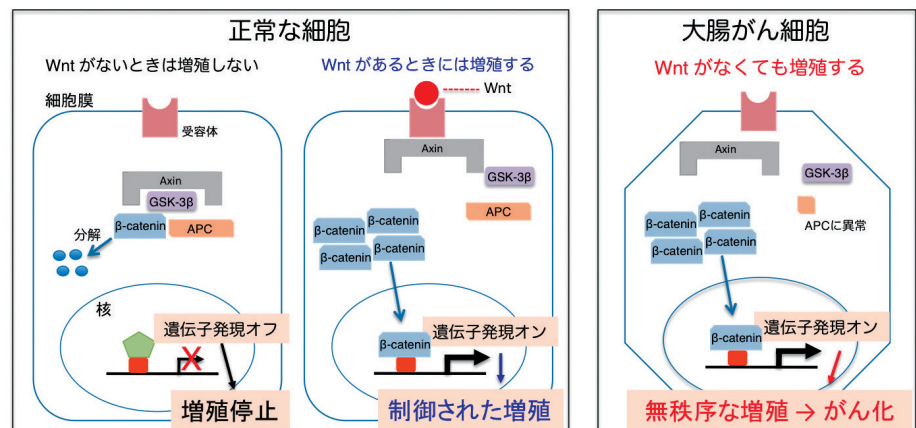 正常な細胞
Wnt がないときは増殖しない
Wnt があるときには増殖する
Wnt
細胞膜
受容体
Axin
GSK-3β
β-catenin
APC
分解
核
遺伝子発現オフ
X
増殖停止
Axin
GSK-3β
APC
β-catenin
β-catenin
β-catenin
β-catenin
β-catenin
遺伝子発現オン
制御された増殖
大腸がん細胞
Wnt がなくても増殖する
Axin
GSK-3β
APCに異常
β-catenin
β-catenin
β-catenin
β-catenin
β-catenin
遺伝子発現オン
無秩序な増殖 → がん化